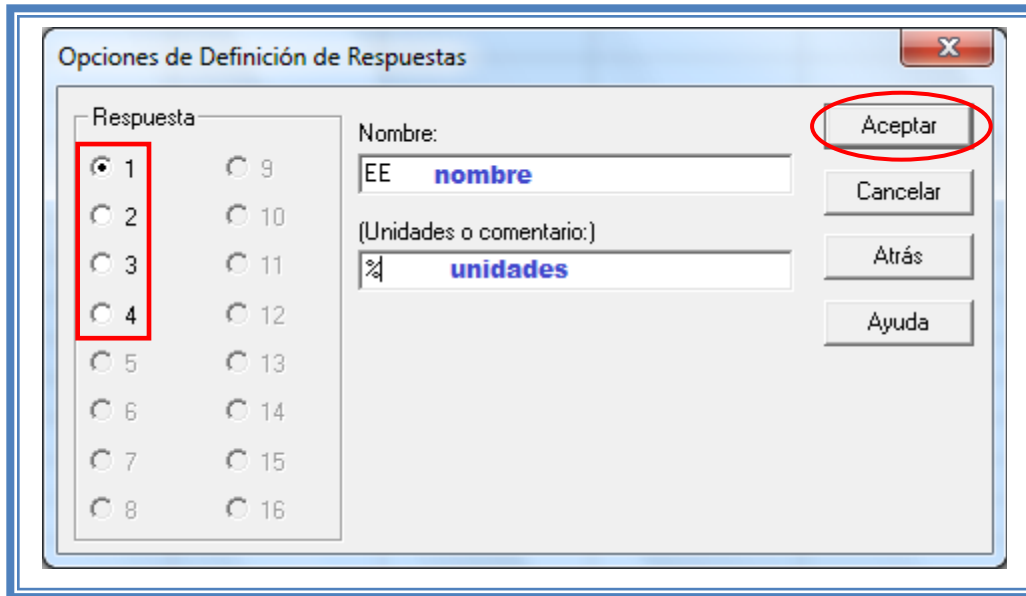 Opciones de Definición de Respuestas
Respuesta
1
2
3
4
5
6
7
8
9
10
11
12
13
14
15
16
Nombre:
EE nombre
(Unidades o comentario:)
% unidades
Aceptar
Cancelar
Atrás
Ayuda